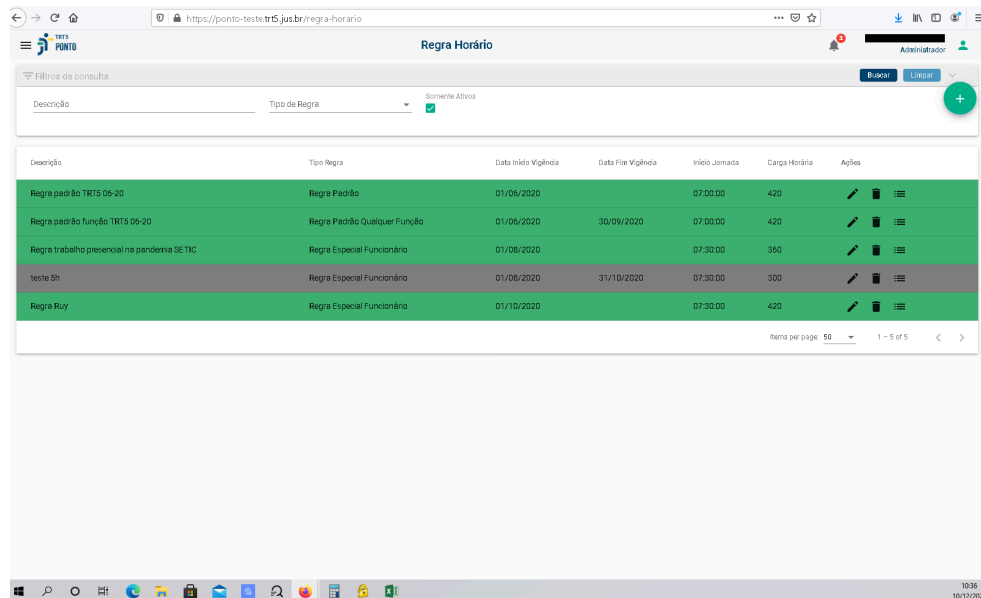 https://ponto-teste.trt5.jus.br/regra-horario
TRT5
PONTO
Regra Horário
3
Administrador
Filtros da consulta
Buscar
Limpar
Descrição
Tipo de Regra
Somente Ativos
+
Descrição Tipo Regra Data Início Vigência Data Fim Vigência Início Jornada Carga Horária Ações
Regra padrão TRT5 06-20 Regra Padrão 01/06/2020 07:00:00 420
Regra padrão função TRT5 06-20 Regra Padrão Qualquer Função 01/06/2020 30/09/2020 07:00:00 420
Regra trabalho presencial na pandemia SETIC Regra Especial Funcionário 01/08/2020 07:30:00 360
teste 5h Regra Especial Funcionário 01/08/2020 31/10/2020 07:30:00 300
Regra Ruy Regra Especial Funcionário 01/10/2020 07:30:00 420
Items per page: 50 1 – 5 of 5
10:36